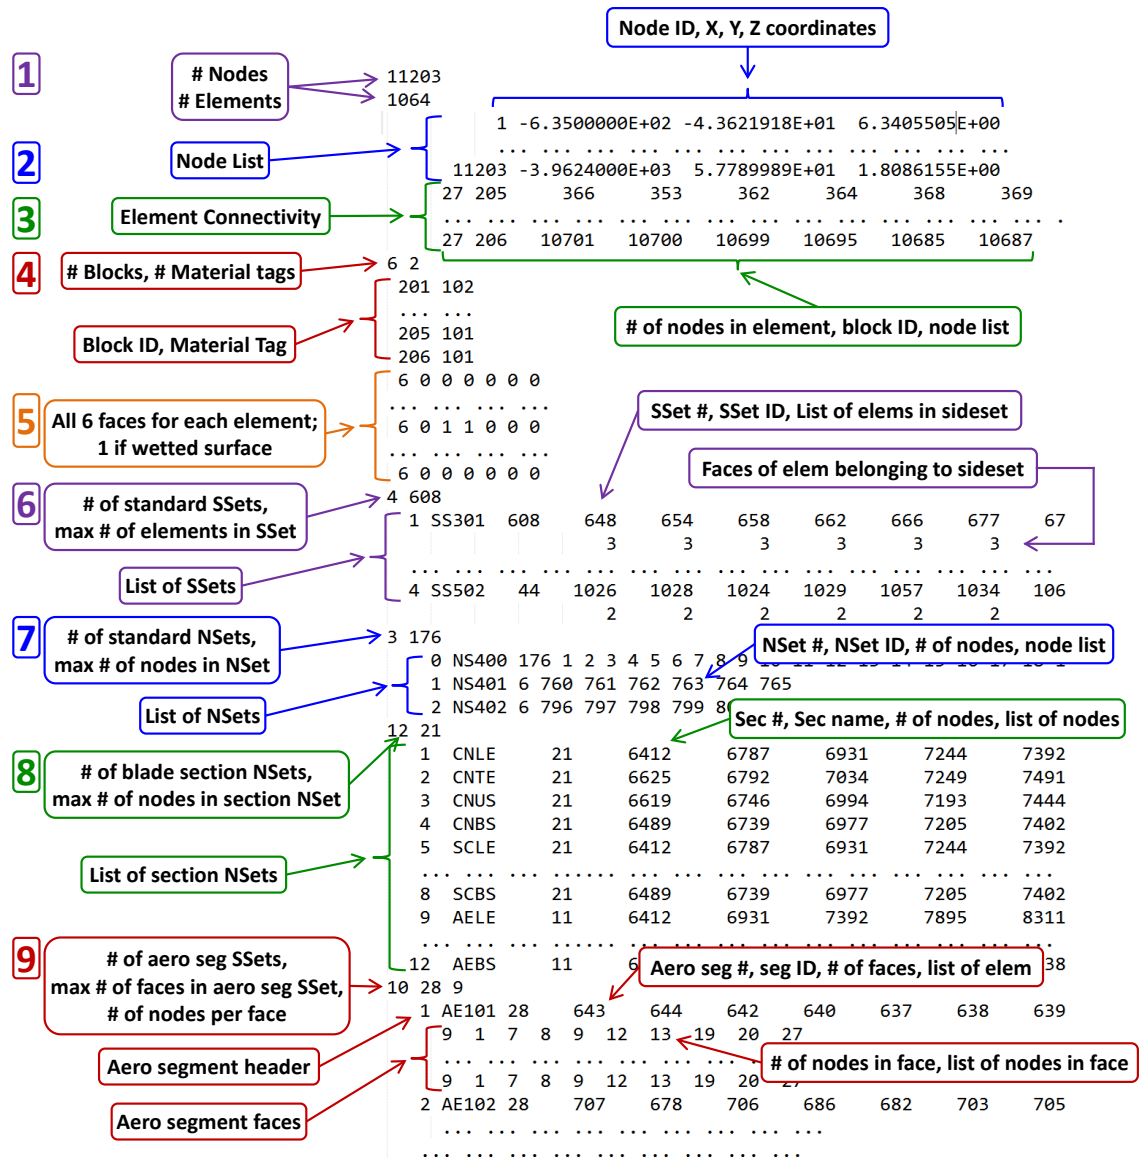 Node ID, X, Y, Z coordinates
1
# Nodes
# Elements
11203
1064
1 -6.3500000E+02 -4.3621918E+01 6.3405505E+00
... ... ... ... ... ... ... ... ... ... ... ... ...
2
Node List
11203 -3.9624000E+03 5.7789989E+01 1.8086155E+00
27 205 366 353 362 364 368 369
3
Element Connectivity
... ... ... ... ... ... ... ... ... ... ... ... ... ... .
27 206 10701 10700 10699 10695 10685 10687
4
# Blocks, # Material tags
6 2
201 102
... ...
205 101
206 101
Block ID, Material Tag
# of nodes in element, block ID, node list
6 0 0 0 0 0 0
... ... ... ...
6 0 1 1 0 0 0
... ... ... ...
6 0 0 0 0 0 0
5
All 6 faces for each element;
1 if wetted surface
SSet #, SSet ID, List of elems in sideset
Faces of elem belonging to sideset
6
# of standard SSets,
max # of elements in SSet
4 608
1 SS301 608 648 654 658 662 666 677 67
3 3 3 3 3 3
... ... ... ... ... ... ... ... ... ... ... ... ... ... ...
4 SS502 44 1026 1028 1024 1029 1057 1034 106
2 2 2 2 2 2
List of SSets
7
# of standard NSets,
max # of nodes in NSet
3 176
NSet #, NSet ID, # of nodes, node list
0 NS400 176 1 2 3 4 5 6 7 8 9
1 NS401 6 760 761 762 763 764 765
2 NS402 6 796 797 798 799
List of NSets
Sec #, Sec name, # of nodes, list of nodes
12 21
8
# of blade section NSets,
max # of nodes in section NSet
1 CNLE 21 6412 6787 6931 7244 7392
2 CNTE 21 6625 6792 7034 7249 7491
3 CNUS 21 6619 6746 6994 7193 7444
4 CNBS 21 6489 6739 6977 7205 7402
5 SCLE 21 6412 6787 6931 7244 7392
... ... ... ...... ... ... ... ... ... ... ... ... ... ...
8 SCBS 21 6489 6739 6977 7205 7402
9 AELE 11 6412 6931 7392 7895 8311
... ... ... ...... ... ... ... ... ... ... ... ... ... ...
12 AEBS 11 6 38
List of section NSets
9
# of aero seg SSets,
max # of faces in aero seg SSet,
# of nodes per face
Aero seg #, seg ID, # of faces, list of elem
10 28 9
1 AE101 28 643 644 642 640 637 638 639
9 1 7 8 9 12 13 19 20 27
... ... ... ... ... ... ... ... .
9 1 7 8 9 12 13 19 20 27
2 AE102 28 707 678 706 686 682 703 705
... ... ... ... ... ... ... ... ... ...
... ... ... ... ... ... ... ... ... ... ...
Aero segment header
# of nodes in face, list of nodes in face
Aero segment faces